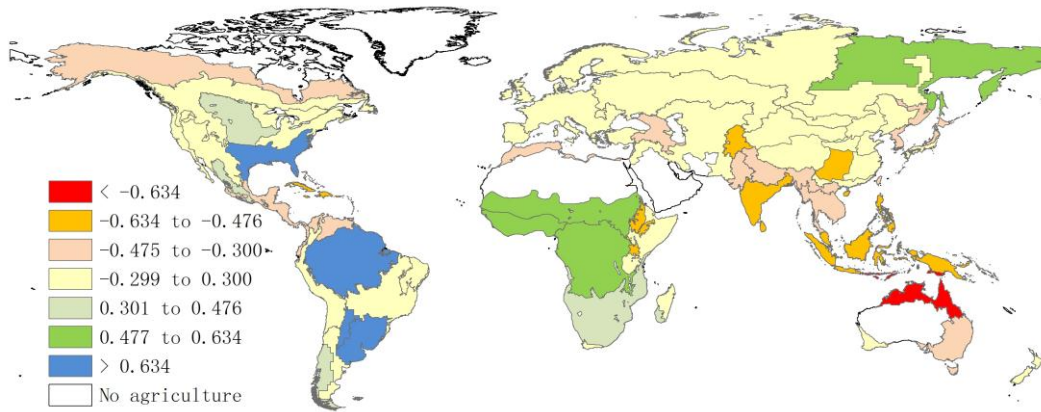 < -0.634
-0.634 to -0.476
-0.475 to -0.300
-0.299 to 0.300
0.301 to 0.476
0.477 to 0.634
> 0.634
No agriculture